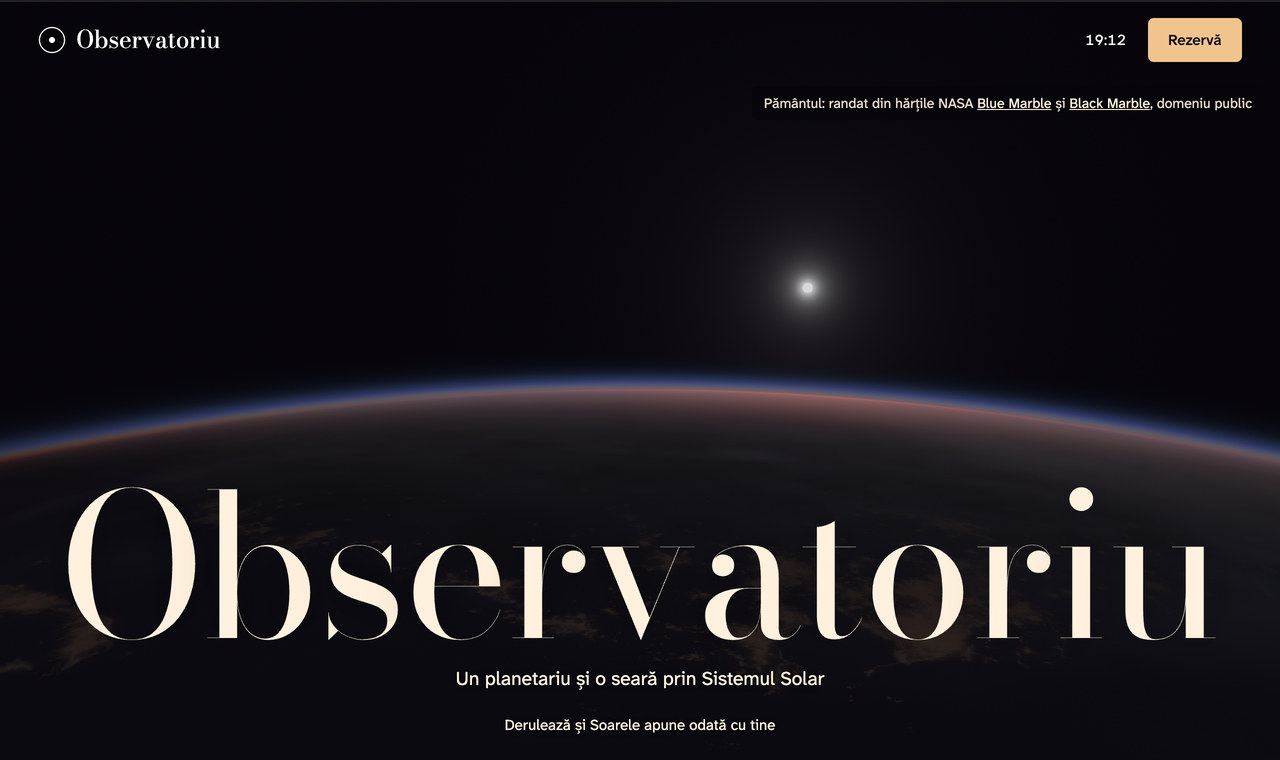 Observatoriu
19:12
Rezervă
Pământul: randat din hărțile NASA Blue Marble și Black Marble, domeniu public
Observatoriu
Un planetariu și o seară prin Sistemul Solar
Derulează și Soarele apune odată cu tine